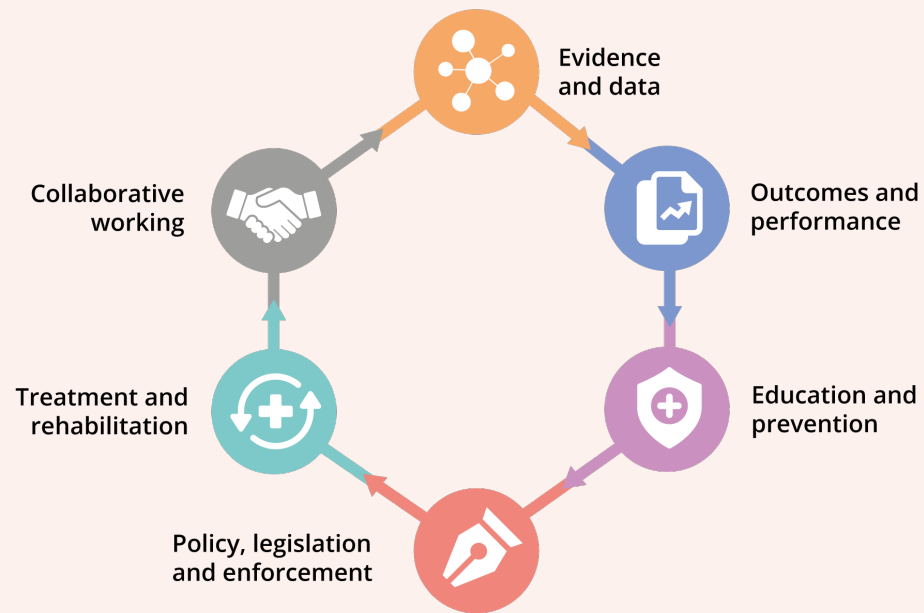 Evidence
and data
Outcomes and
performance
Education and
prevention
Policy, legislation
and enforcement
Treatment and
rehabilitation
Collaborative
working